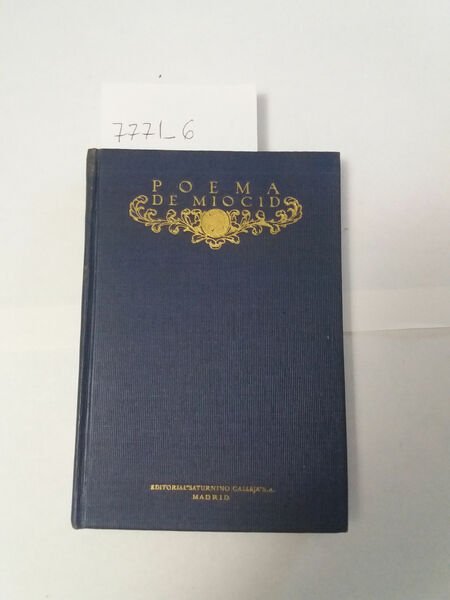 7771_6
POEMA
DE MIO CID
EDITORIAL "SATURNINO CALLEJA" S.A.
MADRID